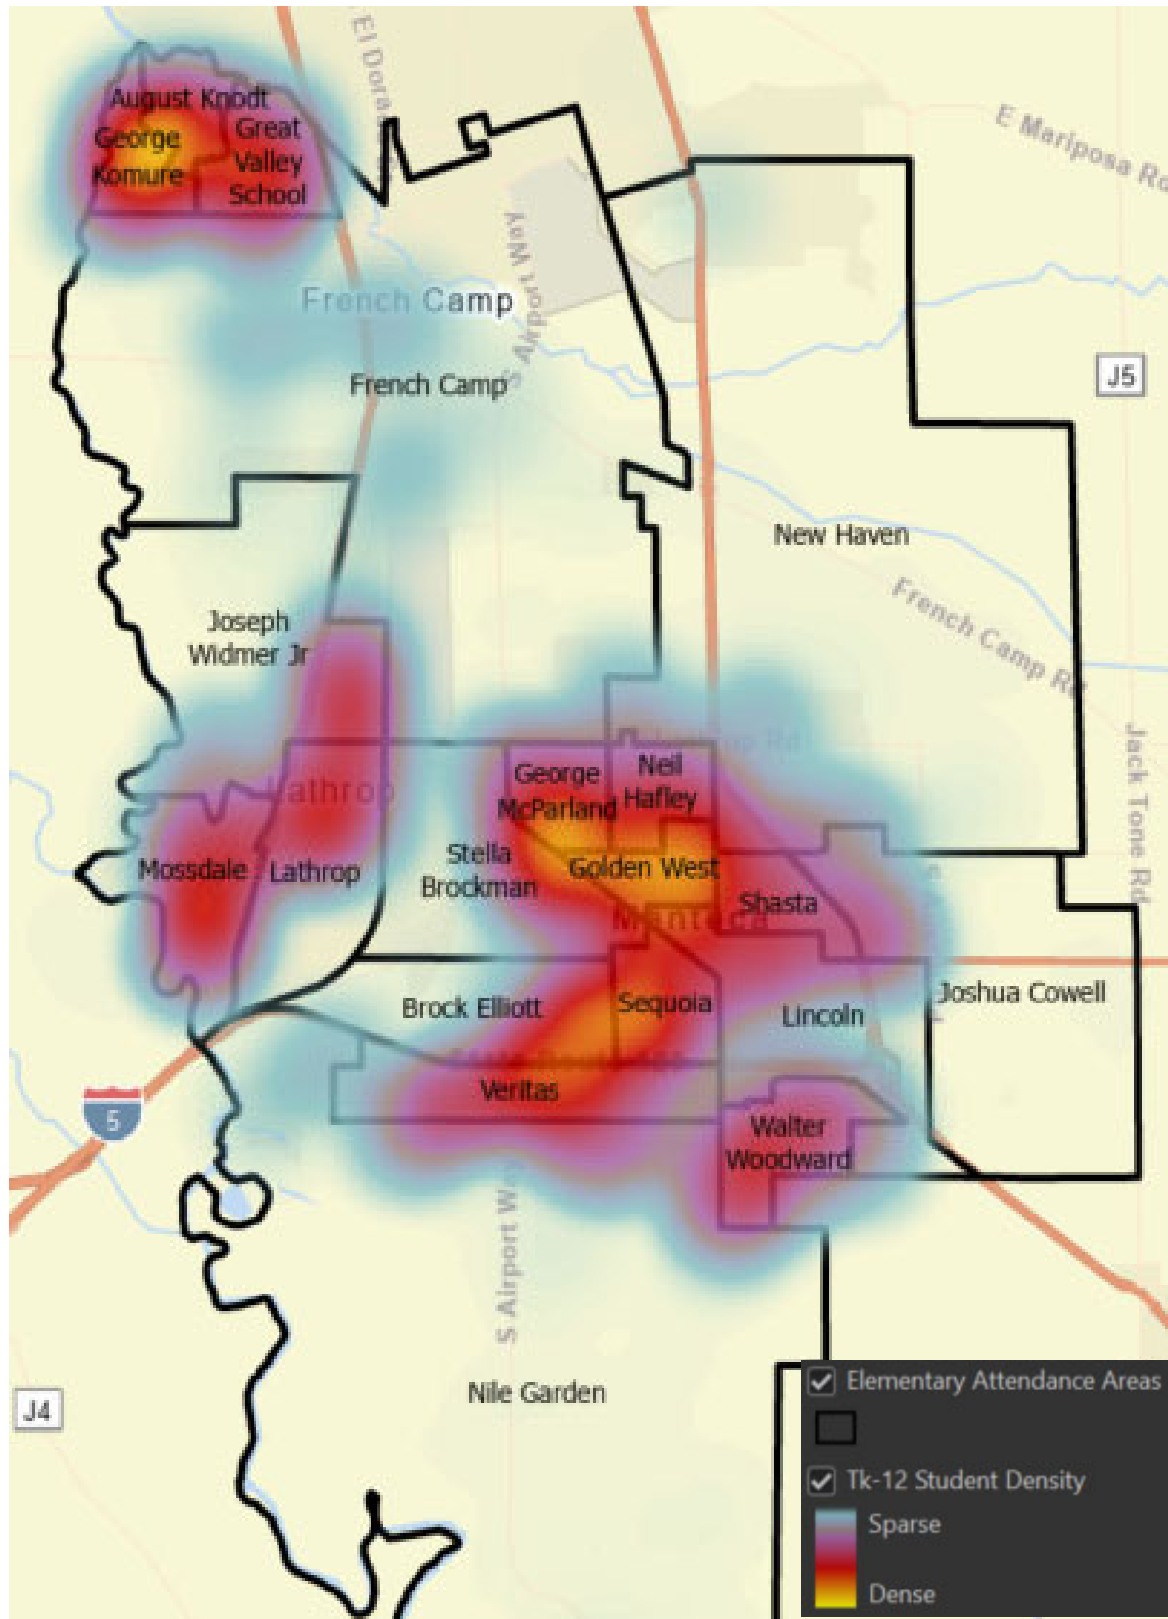 El Dorado
August Knodt
George
Komure
Great
Valley
School
E Mariposa Rd
S Airport Way
French Camp
French Camp
J5
New Haven
French Camp Rd
Joseph
Widmer Jr
Jack Tone Rd
Lathrop
George
McParland
Neil
Hafley
Mossdale
Lathrop
Stella
Brockman
Golden West
Shasta
Manteca
Brock Elliott
Sequoia
Lincoln
Joshua Cowell
Veritas
5
Walter
Woodward
S Airport W
Nile Garden
J4
Elementary Attendance Areas
Tk-12 Student Density
Sparse
Dense